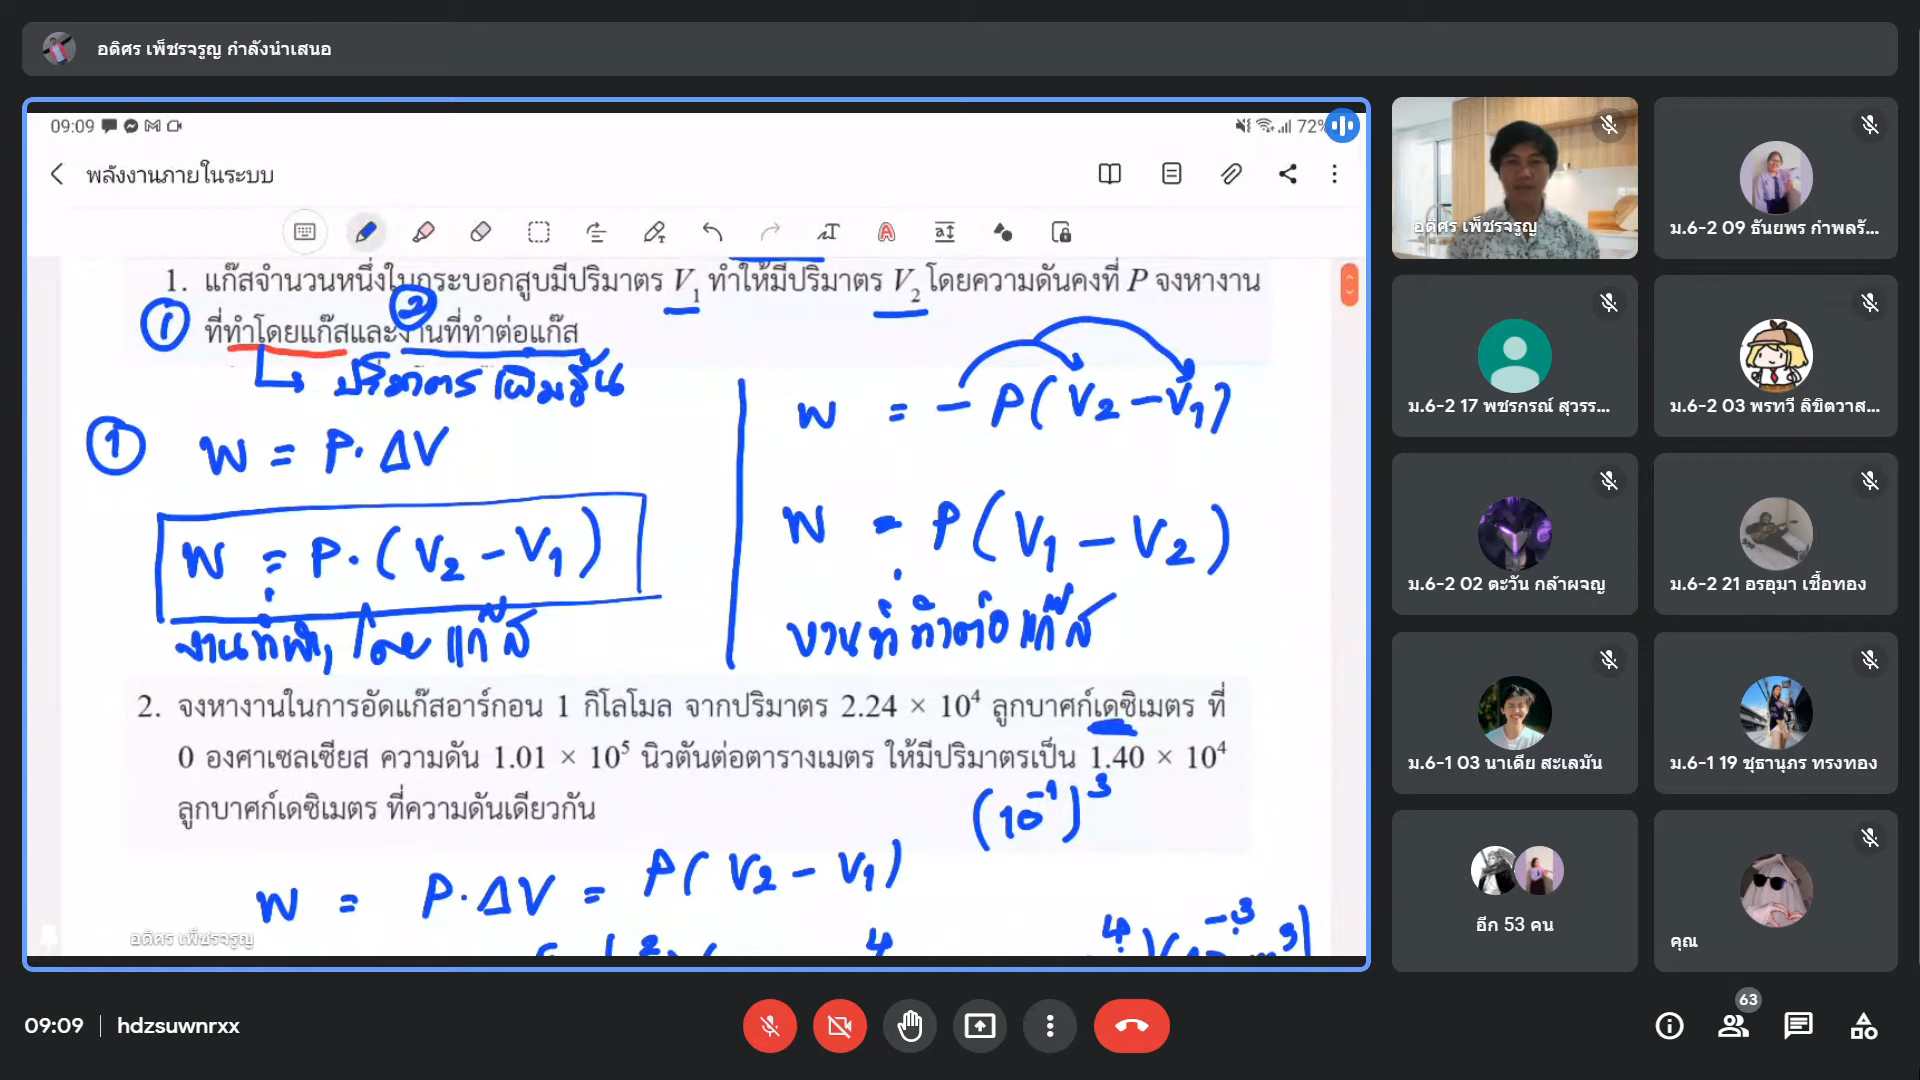 อดิศร เพ็ชรจรูญ กำลังนำเสนอ
09:09
72%
พลังงานภายในระบบ
1. แก๊สจำนวนหนึ่งในกระบอกสูบมีปริมาตร V₁ ทำให้มีปริมาตร V₂ โดยความดันคงที่ P จงหางาน
ที่ทำโดยแก๊สและงานที่ทำต่อแก๊ส
① ②
ปริมาตรเพิ่มขึ้น
① W = P·ΔV
W = P·(V₂ − V₁)
งานที่ทำโดยแก๊ส
W = −P(V₂ − V₁)
W = P(V₁ − V₂)
งานที่ทำต่อแก๊ส
2. จงหางานในการอัดแก๊สอาร์กอน 1 กิโลโมล จากปริมาตร 2.24 × 10⁴ ลูกบาศก์เดซิเมตร ที่
0 องศาเซลเซียส ความดัน 1.01 × 10⁵ นิวตันต่อตารางเมตร ให้มีปริมาตรเป็น 1.40 × 10⁴
ลูกบาศก์เดซิเมตร ที่ความดันเดียวกัน
(10⁻¹)³
W = P·ΔV = P(V₂ − V₁)
อดิศร เพ็ชรจรูญ
อดิศร เพ็ชรจรูญ
ม.6-2 09 ธันยพร กำพลรั...
ม.6-2 17 พชรกรณ์ สุวรร...
ม.6-2 03 พรทวี ลิขิตวาส...
ม.6-2 02 ตะวัน กล้าผจญ
ม.6-2 21 อรอุมา เชื้อทอง
ม.6-1 03 นาเดีย สะเลมัน
ม.6-1 19 ชุธานุภร ทรงทอง
อีก 53 คน
คุณ
09:09 | hdzsuwnrxx
63